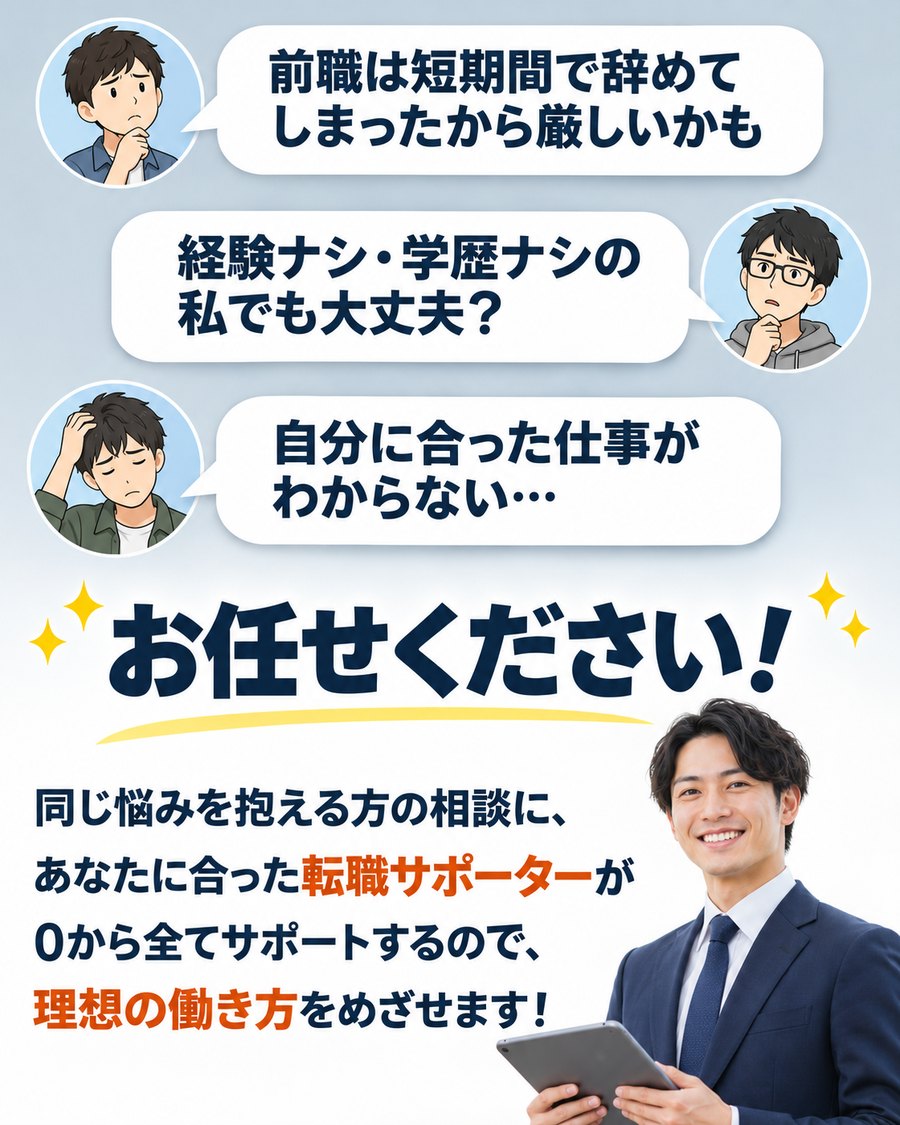 前職は短期間で辞めて
しまったから厳しいかも
経験ナシ・学歴ナシの
私でも大丈夫？
自分に合った仕事が
わからない…
お任せください！
同じ悩みを抱える方の相談に、
あなたに合った転職サポーターが
0から全てサポートするので、
理想の働き方をめざせます！